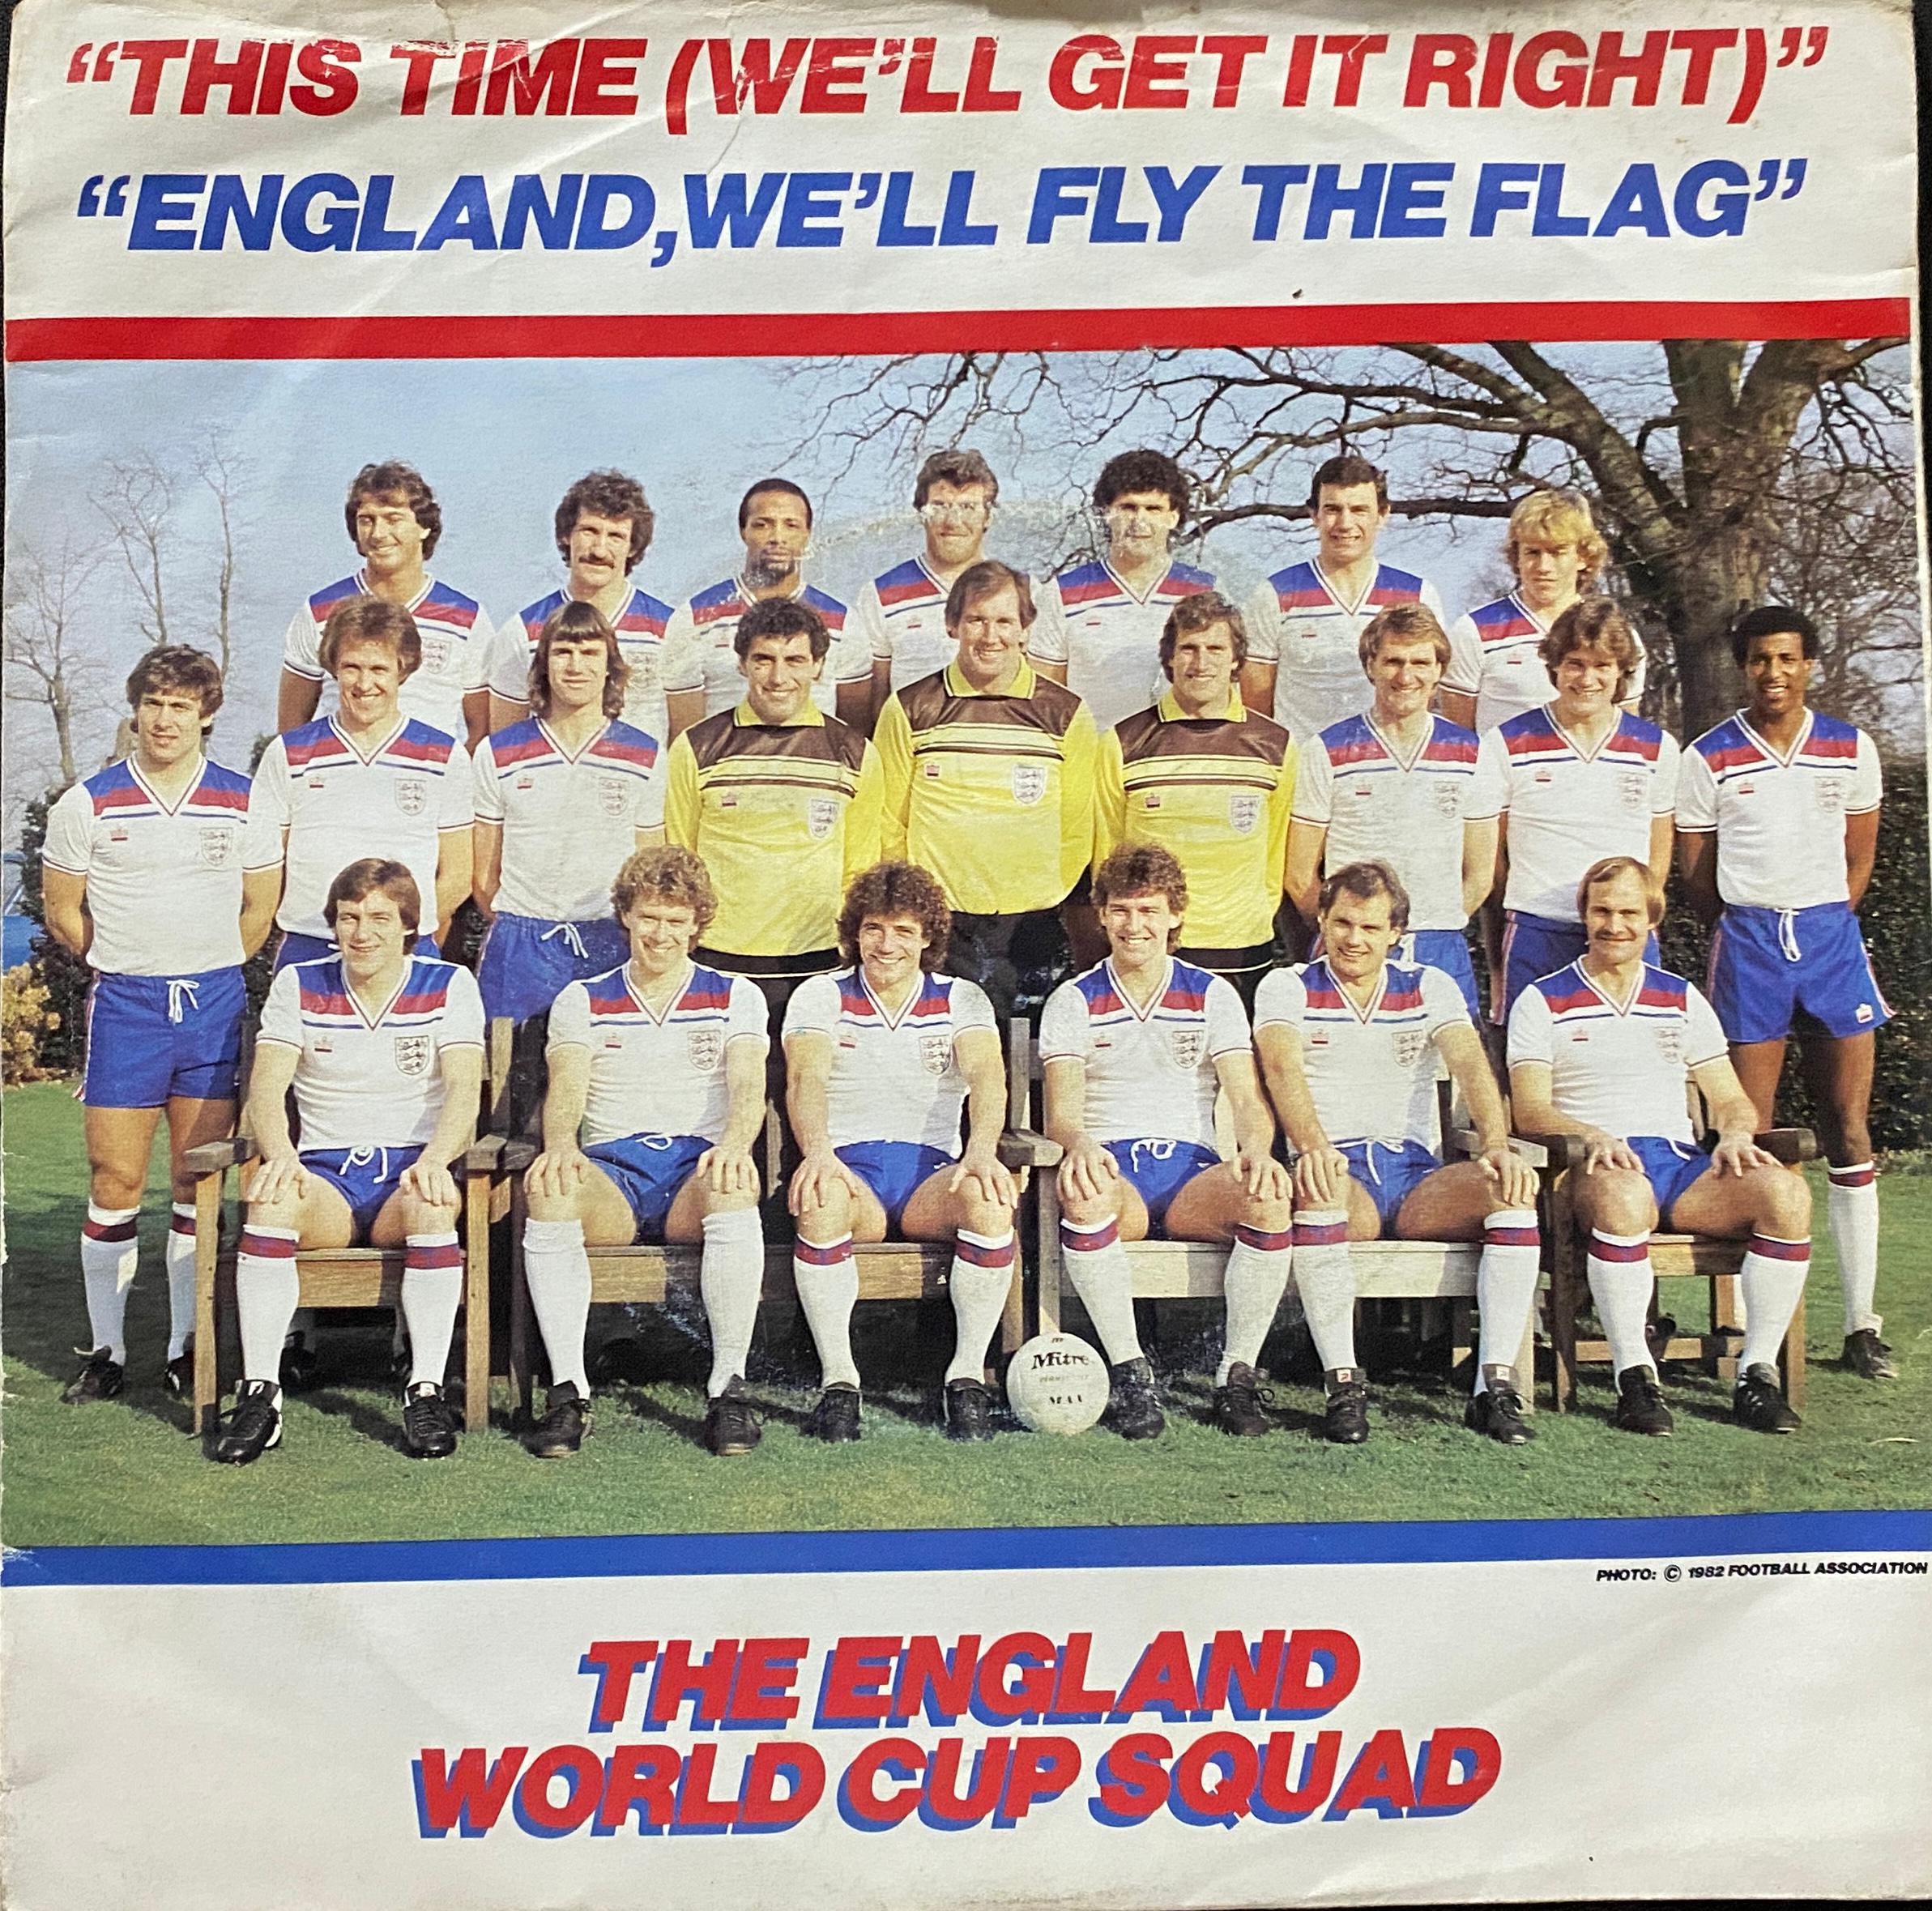 “THIS TIME (WE’LL GET IT RIGHT)”
“ENGLAND,WE’LL FLY THE FLAG”
Mitre
PHOTO: © 1982 FOOTBALL ASSOCIATION
THE ENGLAND
WORLD CUP SQUAD